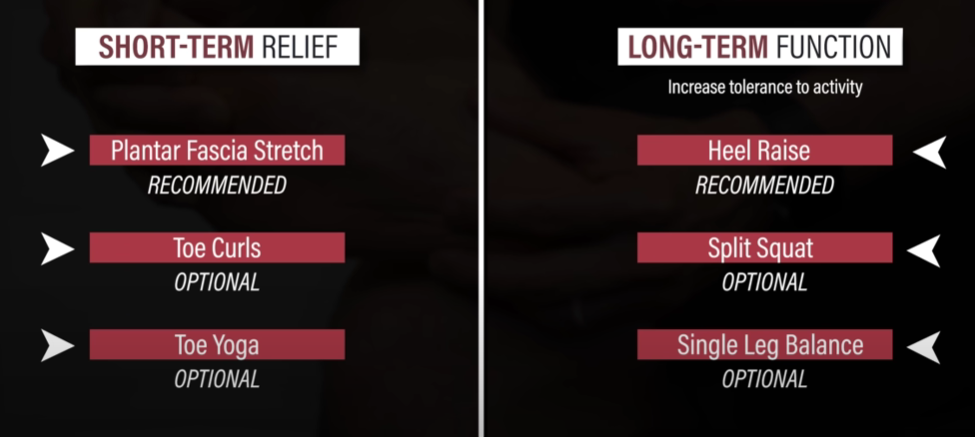 SHORT-TERM RELIEF
Plantar Fascia Stretch
RECOMMENDED
Toe Curls
OPTIONAL
Toe Yoga
OPTIONAL
LONG-TERM FUNCTION
Increase tolerance to activity
Heel Raise
RECOMMENDED
Split Squat
OPTIONAL
Single Leg Balance
OPTIONAL